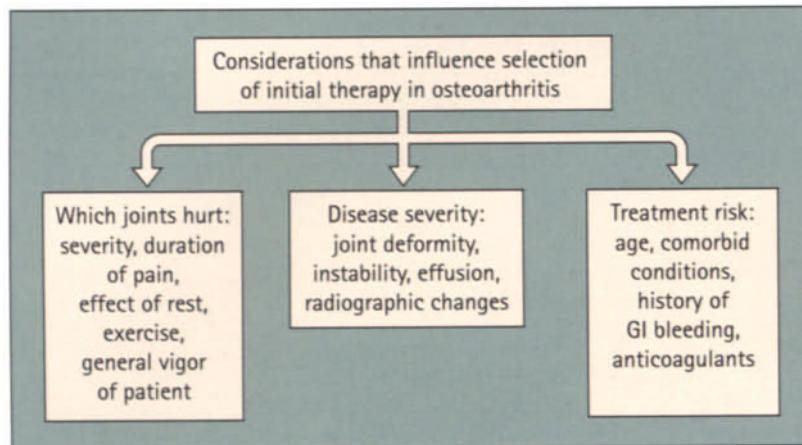 Considerations that influence selection
of initial therapy in osteoarthritis
Which joints hurt:
severity, duration
of pain,
effect of rest,
exercise,
general vigor
of patient
Disease severity:
joint deformity,
instability, effusion,
radiographic changes
Treatment risk:
age, comorbid
conditions,
history of
GI bleeding,
anticoagulants